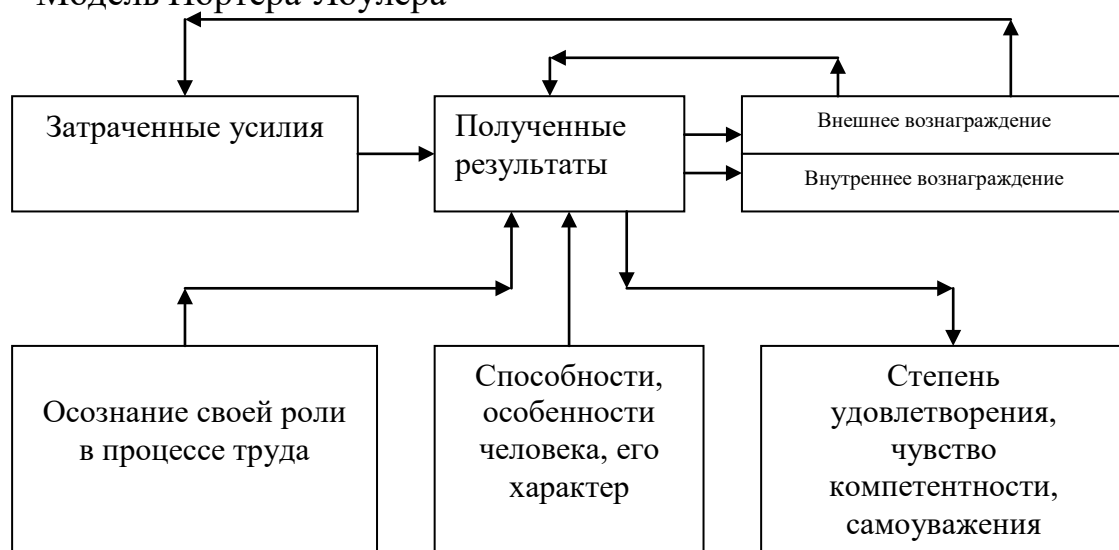 Модель Портера-Лоулера
Затраченные усилия
Полученные
результаты
Внешнее вознаграждение
Внутреннее вознаграждение
Осознание своей роли
в процессе труда
Способности,
особенности
человека, его
характер
Степень
удовлетворения,
чувство
компетентности,
самоуважения